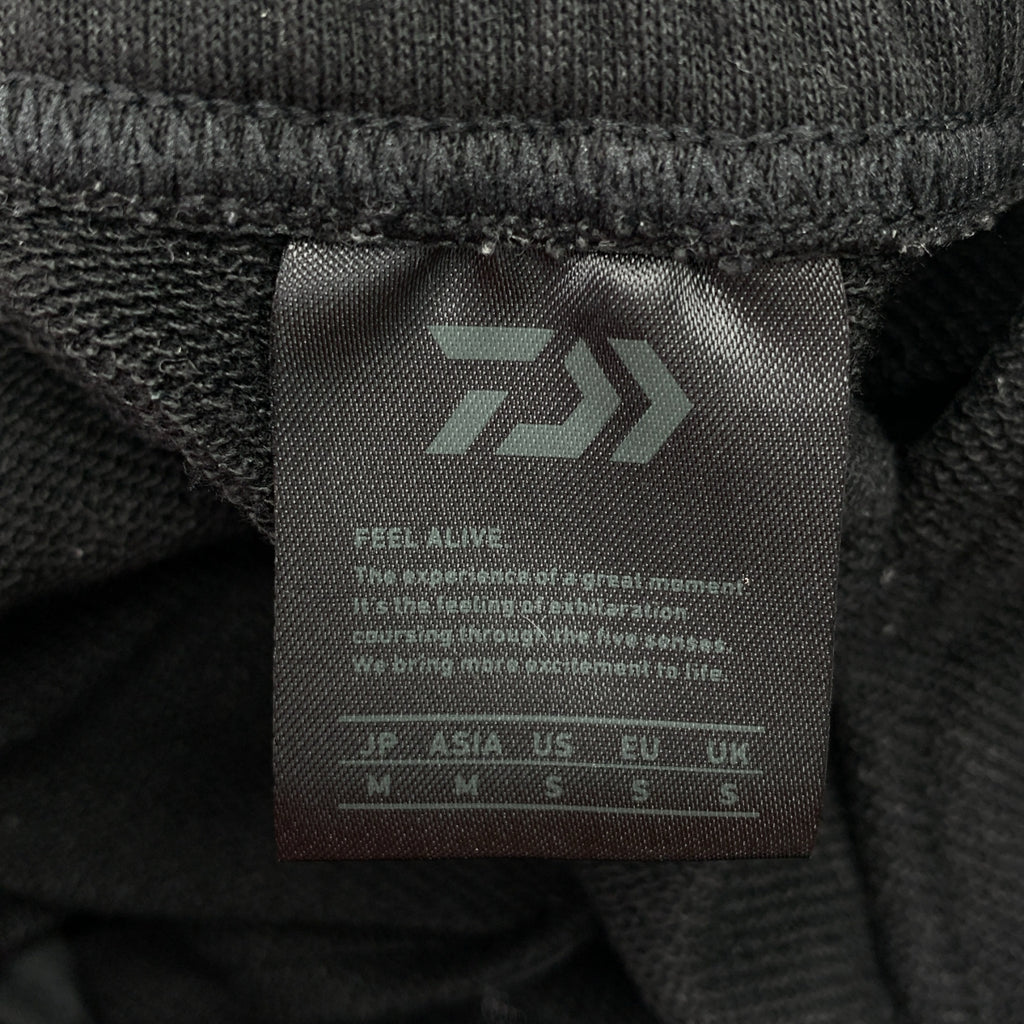 FEEL ALIVE
The experience of a great moment
It's the feeling of exhilaration
coursing through the five senses.
We bring more excitement to life.
JP ASIA US EU UK
M M S S S